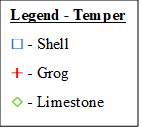 Legend - Temper
- Shell
- Grog
- Limestone